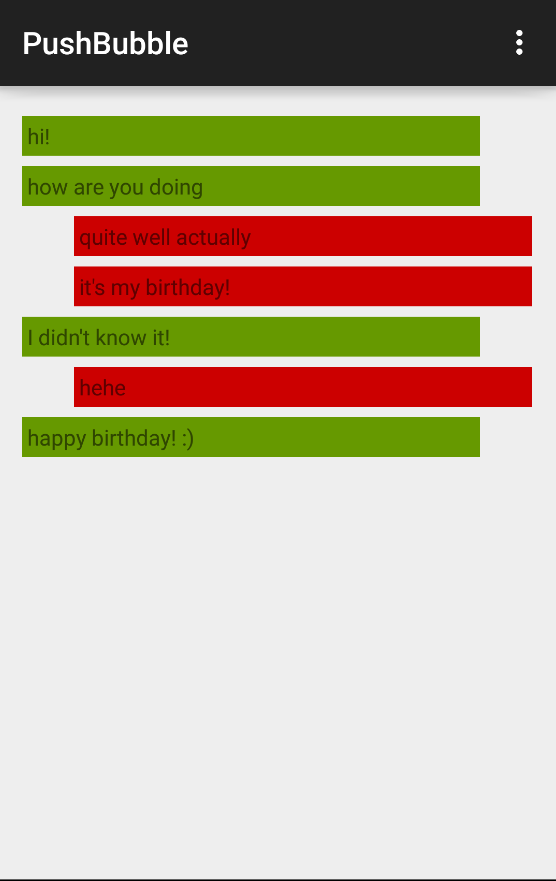 PushBubble
hi!
how are you doing
quite well actually
it's my birthday!
I didn't know it!
hehe
happy birthday! :)